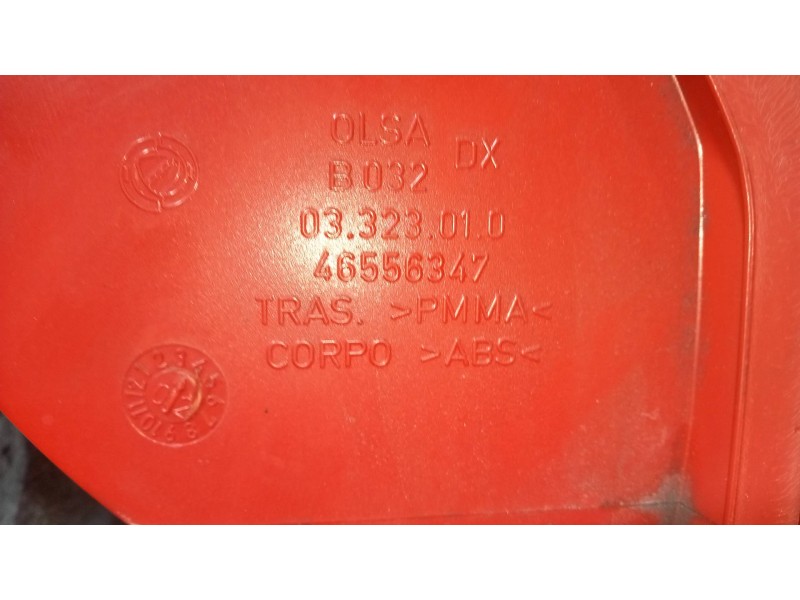 OLSA DX
B032
03.323.01.0
46556347
TRAS. >PMMA<
CORPO >ABS<